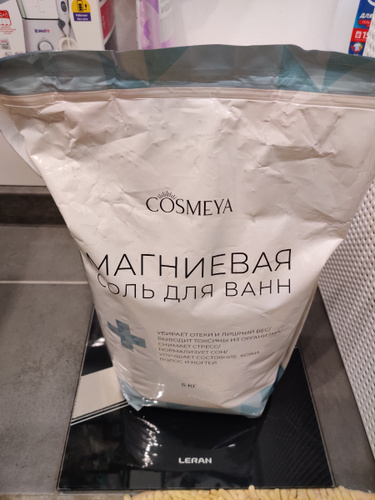 COSMEYA
МАГНИЕВАЯ
СОЛЬ ДЛЯ ВАНН
УБИРАЕТ ОТЕКИ И ЛИШНИЙ ВЕС/
ВЫВОДИТ ТОКСИНЫ ИЗ ОРГАНИЗМА/
СНИМАЕТ СТРЕСС/
НОРМАЛИЗУЕТ СОН/
УЛУЧШАЕТ СОСТОЯНИЕ КОЖИ,
ВОЛОС И НОГТЕЙ
5 КГ
LERAN